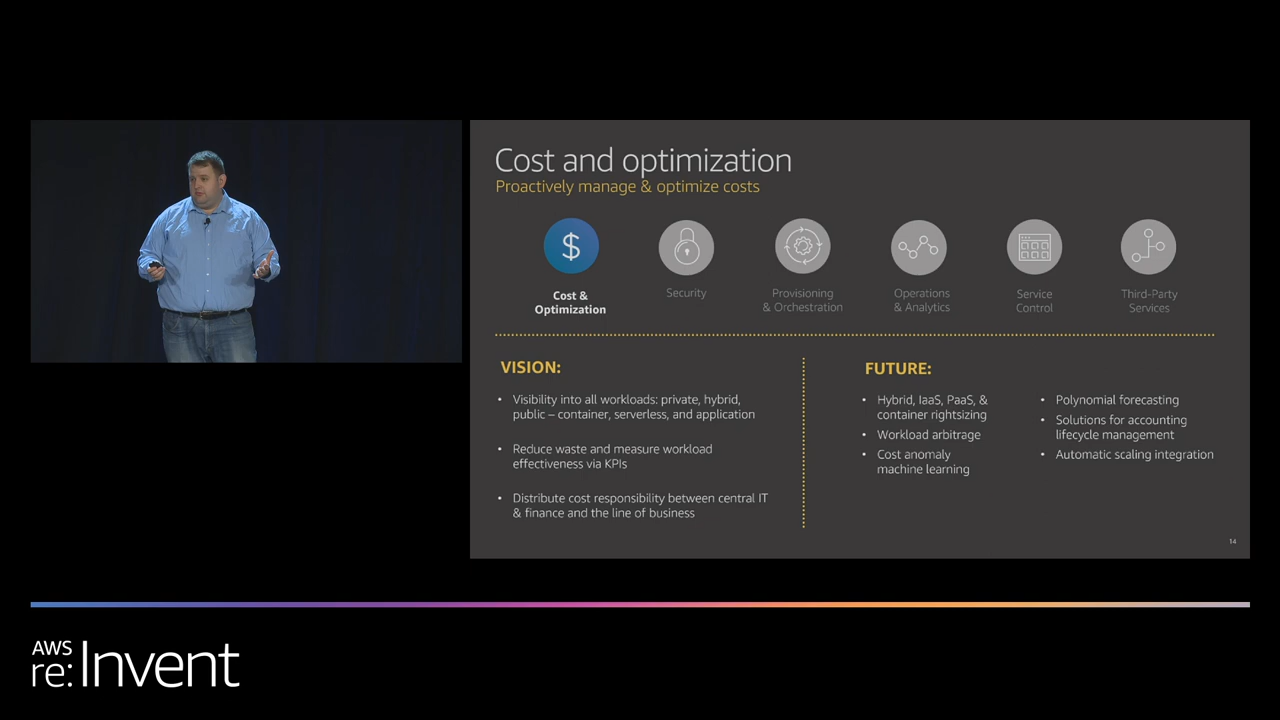 Cost and optimization
Proactively manage & optimize costs
$
Cost &
Optimization
Security
Provisioning
& Orchestration
Operations
& Analytics
Service
Control
Third-Party
Services
VISION:
• Visibility into all workloads: private, hybrid,
public – container, serverless, and application
• Reduce waste and measure workload
effectiveness via KPIs
• Distribute cost responsibility between central IT
& finance and the line of business
FUTURE:
• Hybrid, IaaS, PaaS, &
container rightsizing
• Workload arbitrage
• Cost anomaly
machine learning
• Polynomial forecasting
• Solutions for accounting
lifecycle management
• Automatic scaling integration
14
AWS
re:Invent